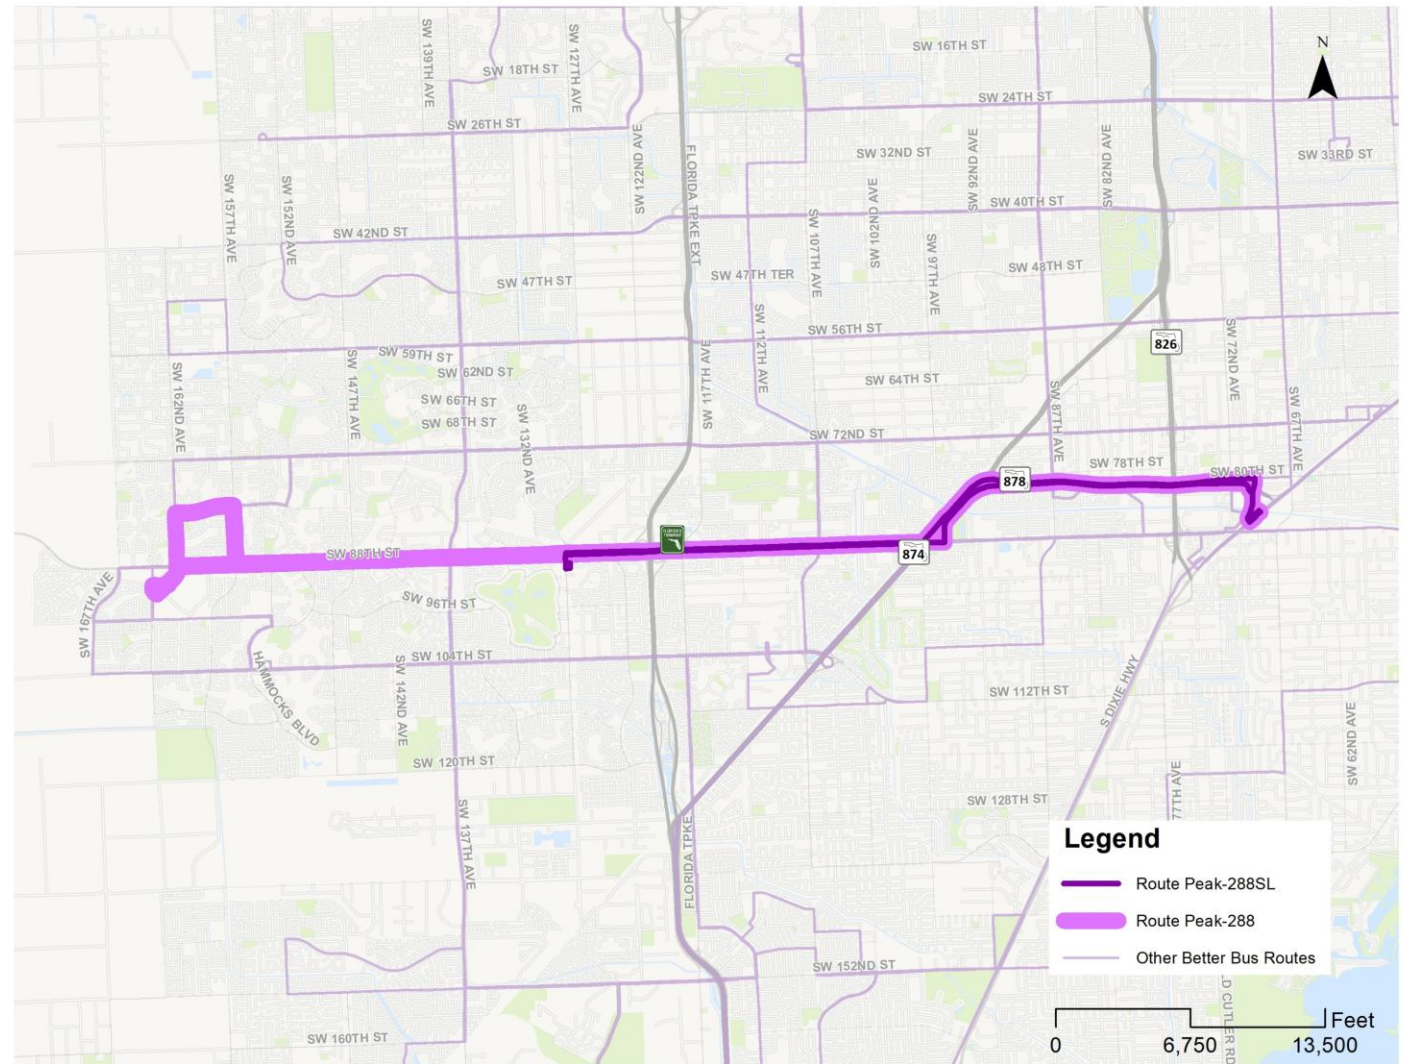 SW 139TH AVE
SW 127TH AVE
SW 16TH ST
N
SW 18TH ST
SW 24TH ST
SW 26TH ST
SW 122ND AVE
FLORIDA TPKE EXT
SW 32ND ST
SW 92ND AVE
SW 82ND AVE
SW 33RD ST
SW 157TH AVE
SW 152ND AVE
SW 107TH AVE
SW 102ND AVE
SW 97TH AVE
SW 40TH ST
SW 42ND ST
SW 47TH ST
SW 47TH TER
SW 48TH ST
SW 112TH AVE
SW 56TH ST
826
SW 72ND AVE
SW 162ND AVE
SW 147TH AVE
SW 59TH ST
SW 62ND ST
SW 117TH AVE
SW 64TH ST
SW 66TH ST
SW 68TH ST
SW 132ND AVE
SW 87TH AVE
SW 67TH AVE
SW 72ND ST
SW 78TH ST
SW 80TH ST
878
SW 88TH ST
874
SW 167TH AVE
SW 96TH ST
SW 104TH ST
HAMMOCKS BLVD
SW 142ND AVE
SW 112TH ST
S DIXIE HWY
SW 62ND AVE
SW 120TH ST
SW 137TH AVE
SW 128TH ST
77TH AVE
FLORIDA TPKE
Legend
Route Peak-288SL
Route Peak-288
Other Better Bus Routes
SW 152ND ST
LD CUTLER RD
SW 160TH ST
Feet
0 6,750 13,500